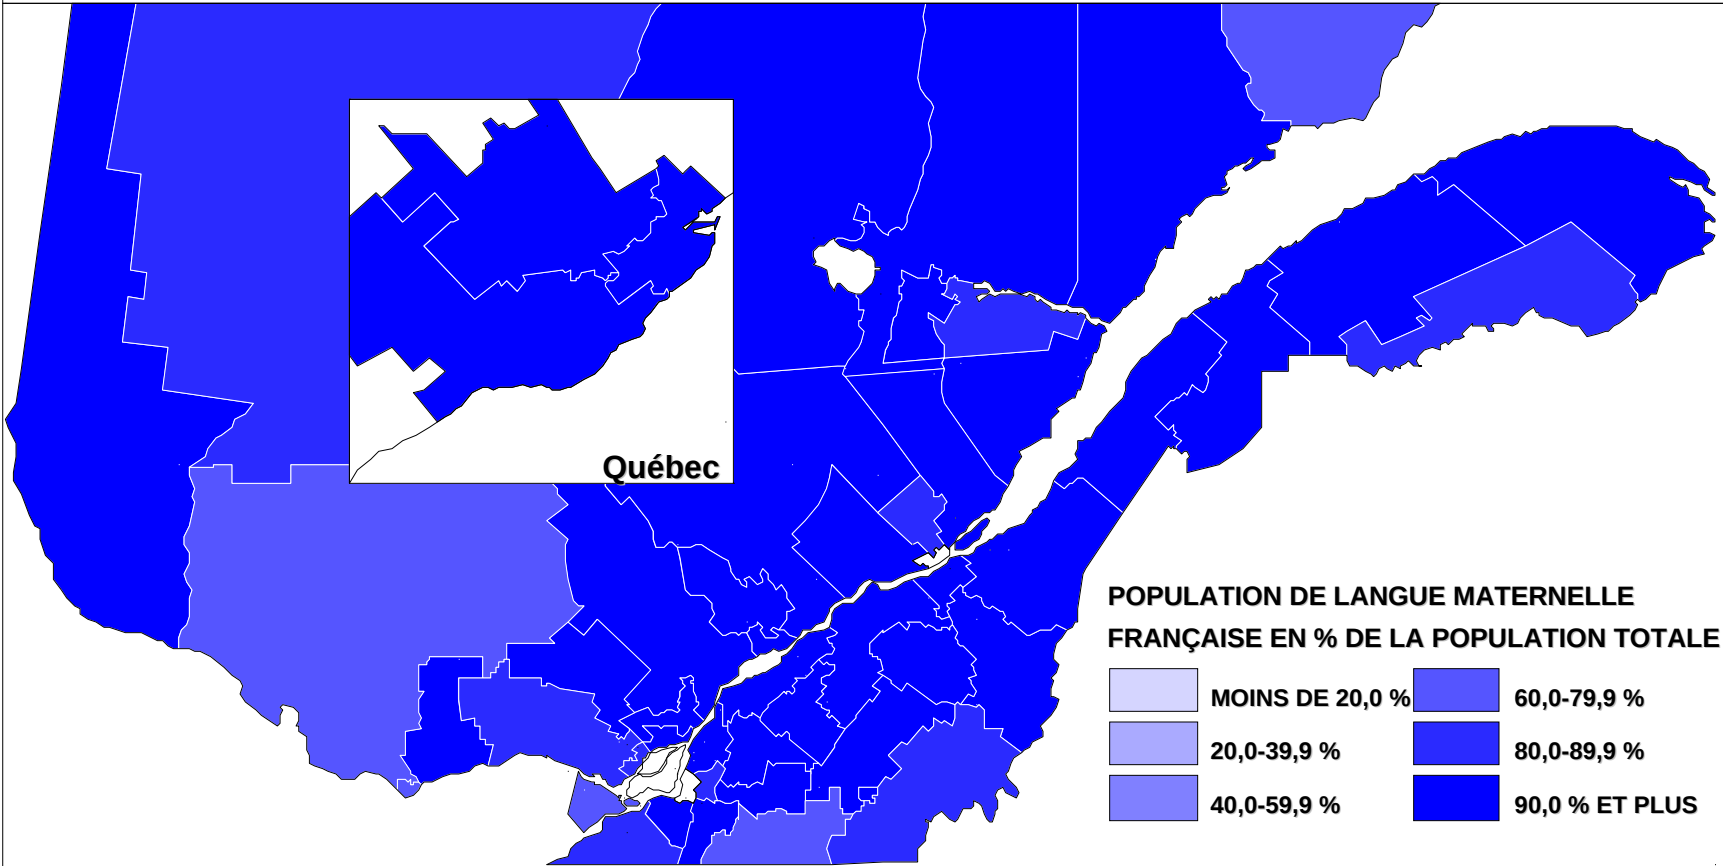 Québec
POPULATION DE LANGUE MATERNELLE
FRANÇAISE EN % DE LA POPULATION TOTALE
MOINS DE 20,0 %
60,0-79,9 %
20,0-39,9 %
80,0-89,9 %
40,0-59,9 %
90,0 % ET PLUS